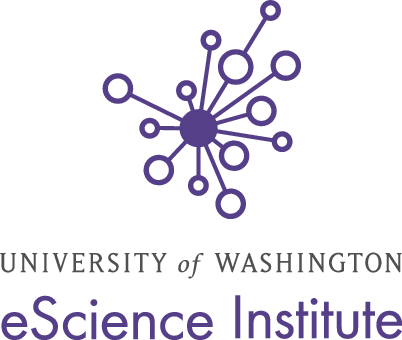 UNIVERSITY of WASHINGTON
eScience Institute